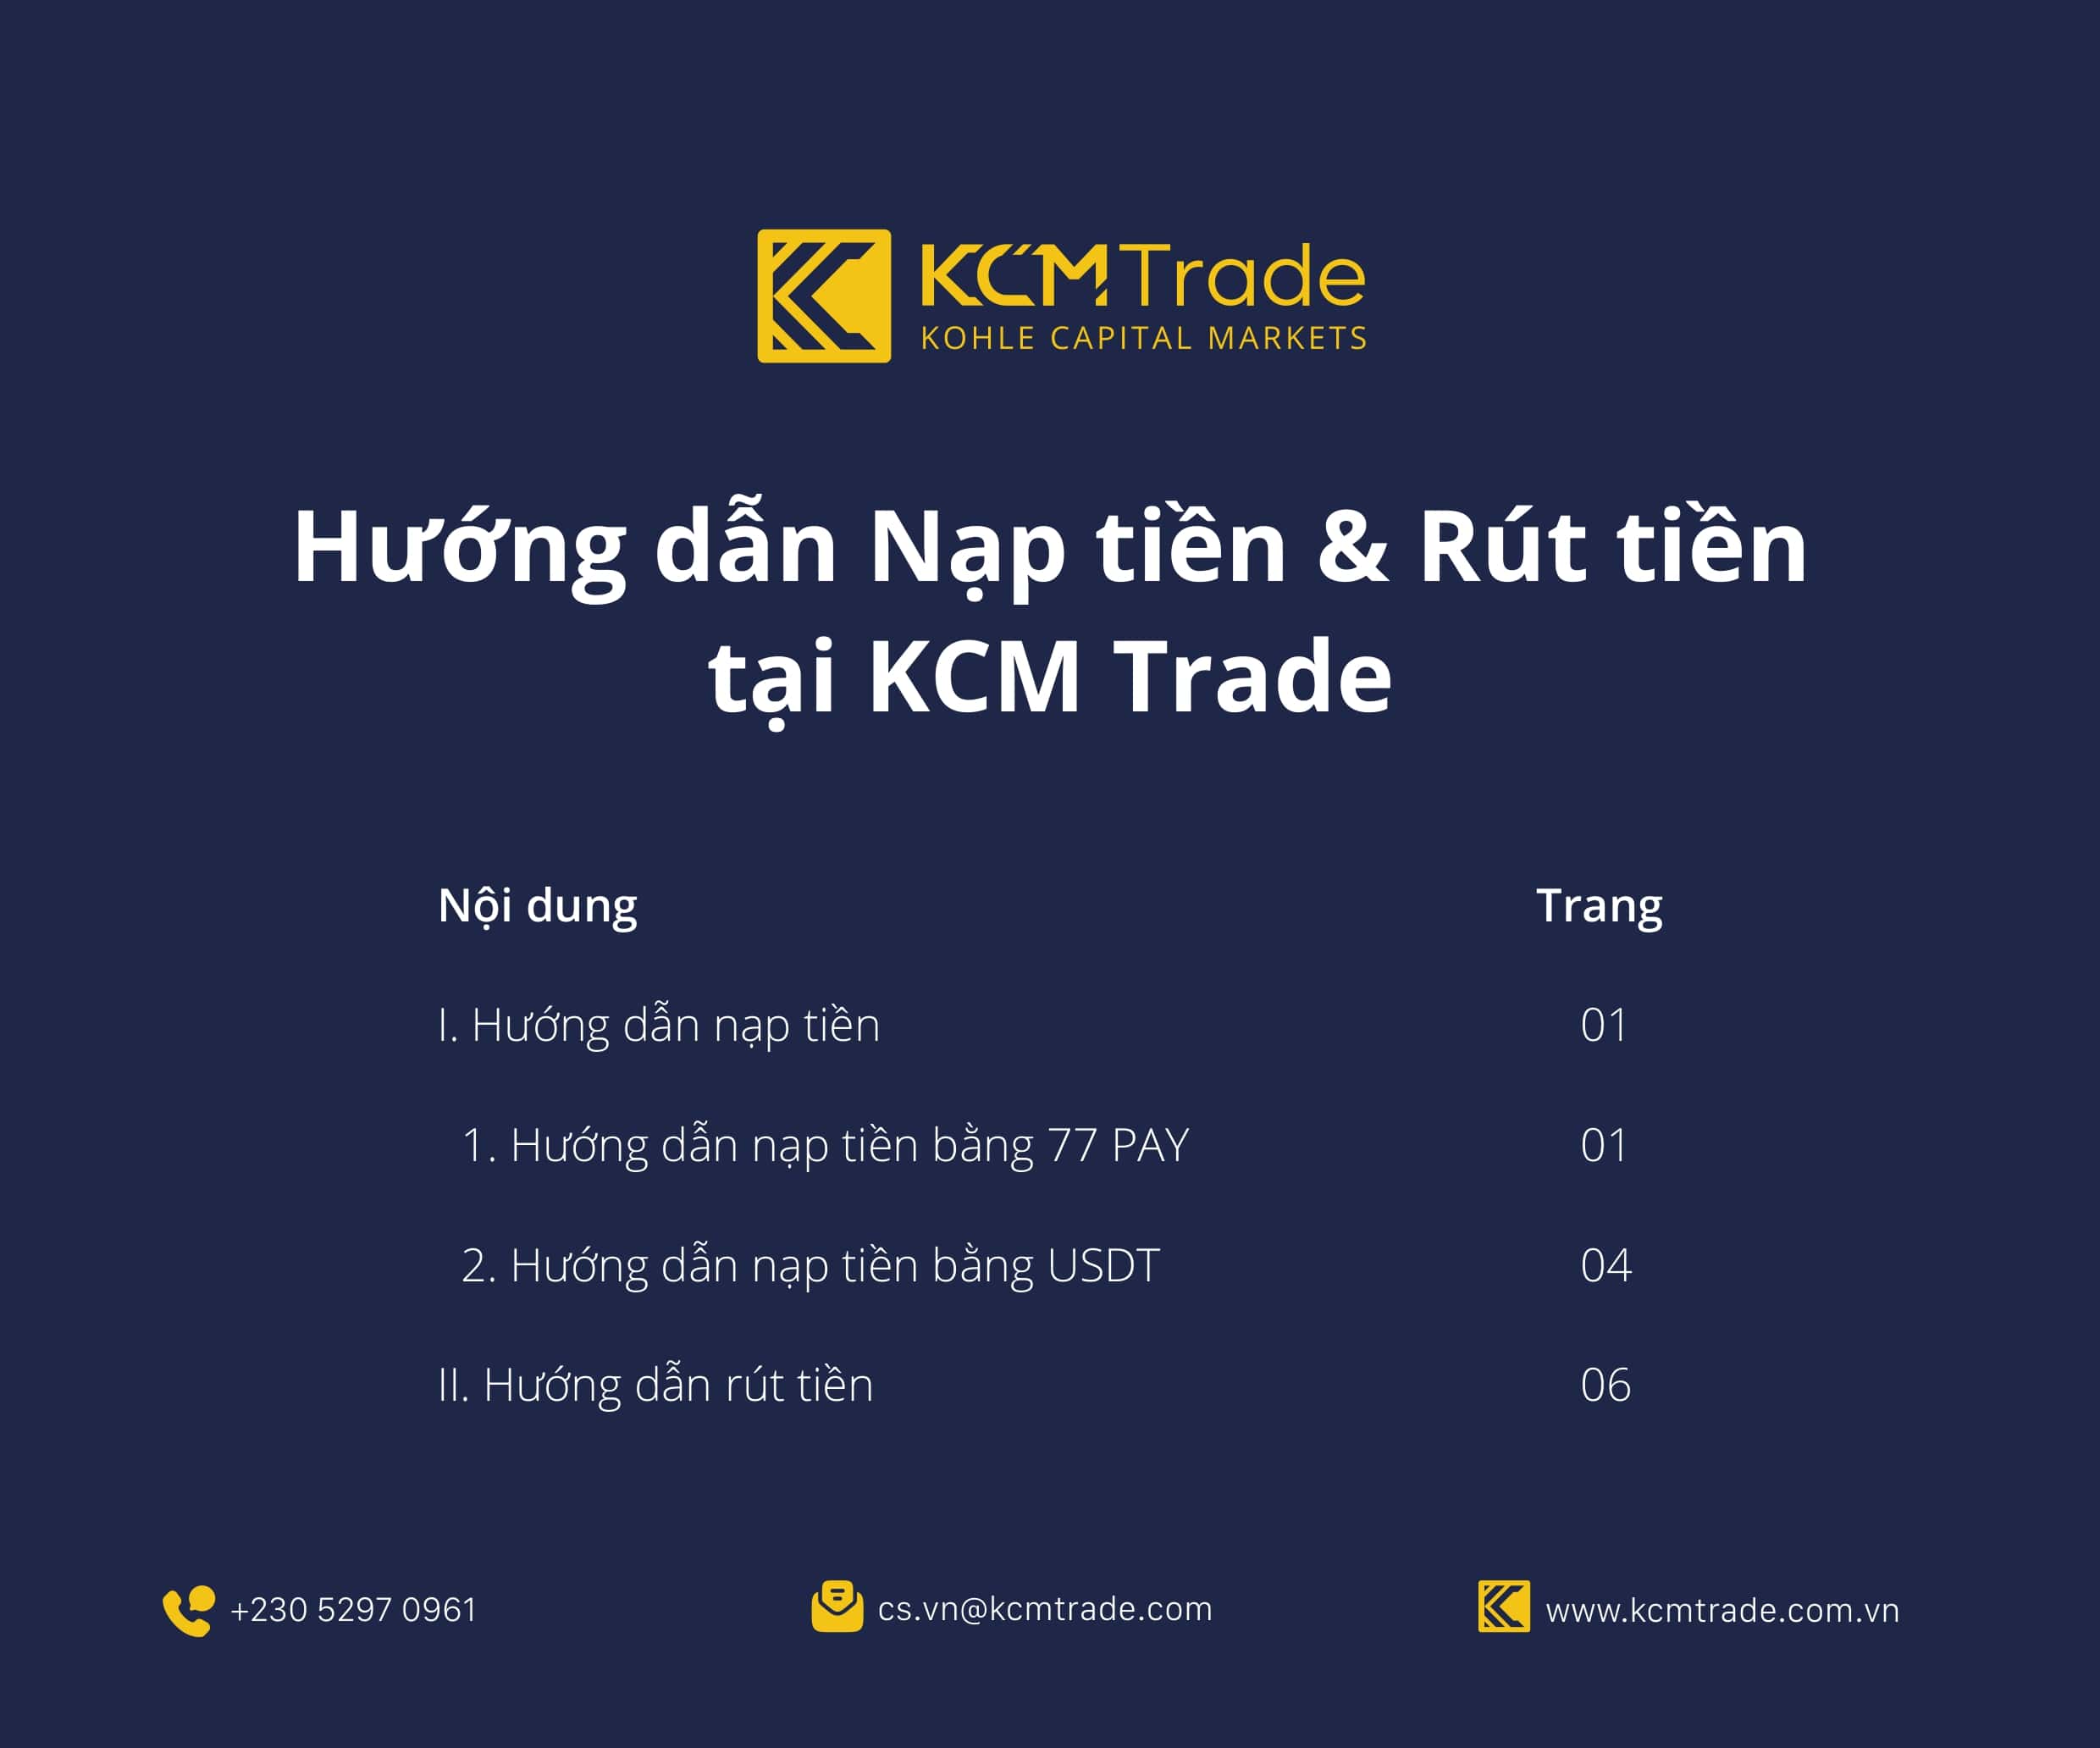 KCM Trade
KOHLE CAPITAL MARKETS
Hướng dẫn Nạp tiền & Rút tiền
tại KCM Trade
Nội dung Trang
I. Hướng dẫn nạp tiền 01
1. Hướng dẫn nạp tiền bằng 77 PAY 01
2. Hướng dẫn nạp tiền bằng USDT 04
II. Hướng dẫn rút tiền 06
+230 5297 0961 cs.vn@kcmtrade.com www.kcmtrade.com.vn